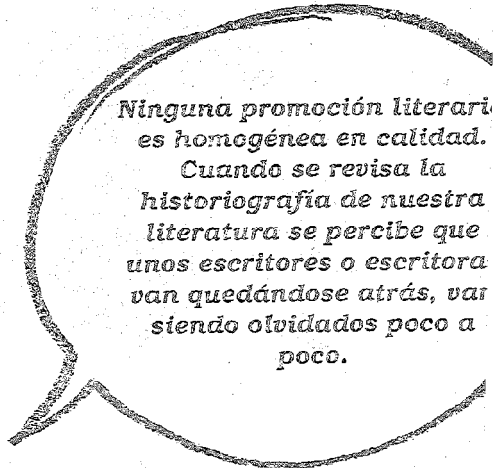 Ninguna promoción literari
es homogénea en calidad.
Cuando se revisa la
historiografía de nuestra
literatura se percibe que
unos escritores o escritora
van quedándose atrás, van
siendo olvidados poco a
poco.